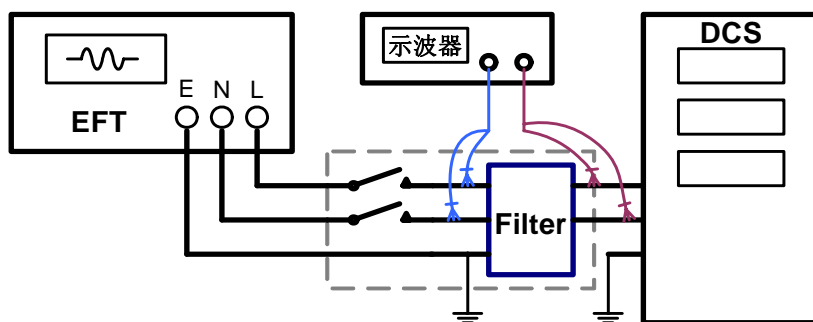 示波器
DCS
E N L
EFT
Filter